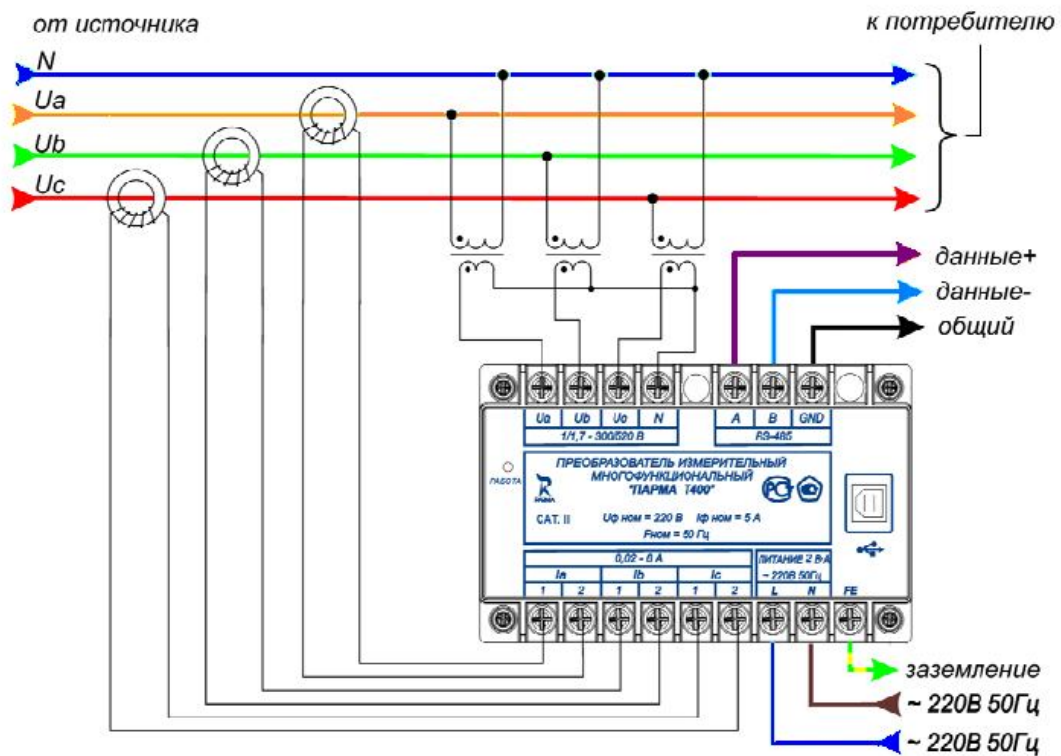 от источника
к потребителю
N
Ua
Ub
Uc
данные+
данные-
общий
Ua Ub Uc N
A B GND
1/1,7 - 300/520 В
RS-485
РАБОТА
ПРЕОБРАЗОВАТЕЛЬ ИЗМЕРИТЕЛЬНЫЙ
МНОГОФУНКЦИОНАЛЬНЫЙ
"ПАРМА Т400"
PARMA
CAT. II
Uф ном = 220 В Iф ном = 5 А
Fном = 50 Гц
0,02 - 6 А
ПИТАНИЕ 2 В·А
~ 220В 50Гц
Ia Ib Ic
1 2 1 2 1 2
L N FE
заземление
~ 220В 50Гц
~ 220В 50Гц